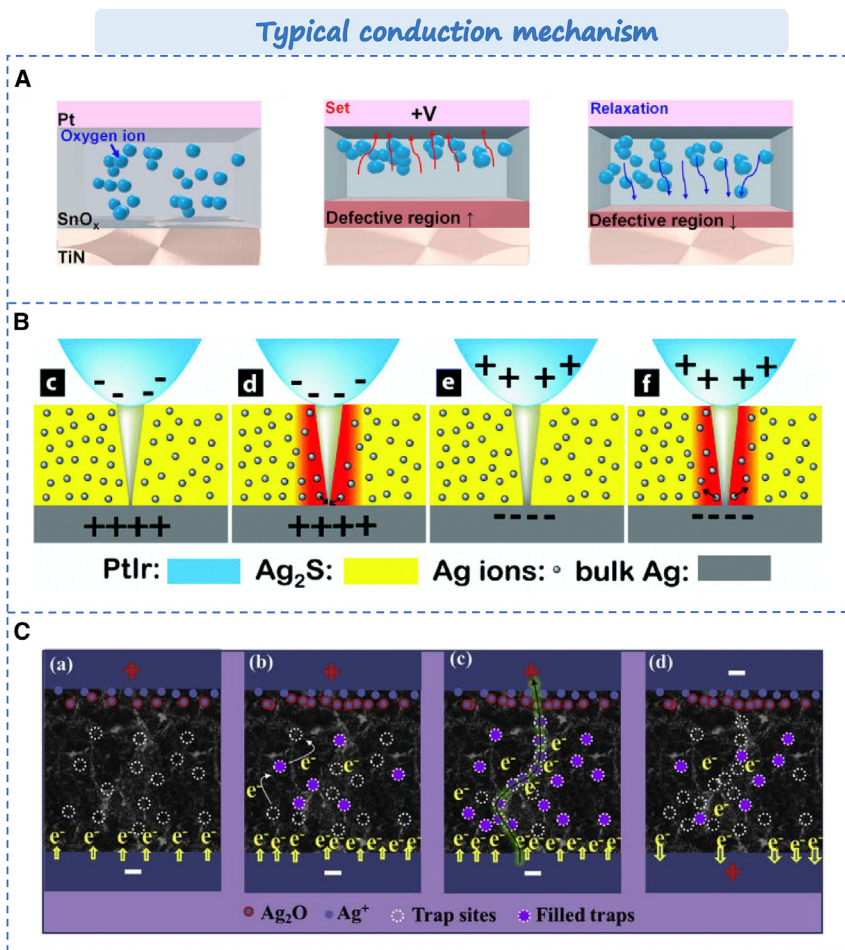 Typical conduction mechanism
A
Pt
Oxygen ion
SnOx
TiN
Set
+V
Defective region ↑
Relaxation
Defective region ↓
B
c
- - - -
++++
d
- - - -
++++
e
+ + + +
- - - -
f
+ + + +
- - - -
PtIr:
Ag2S:
Ag ions:
bulk Ag:
C
(a)
+
e- e- e- e- e- e- e-
−
(b)
+
e-
e-
e-
e- e- e- e- e- e- e- e- e-
−
(c)
+
e-
e-
e-
e-
e-
e- e- e- e- e- e- e- e- e-
−
(d)
−
e-
e-
e-
e-
e- e- e- e-
+
Ag2O
Ag+
Trap sites
Filled traps